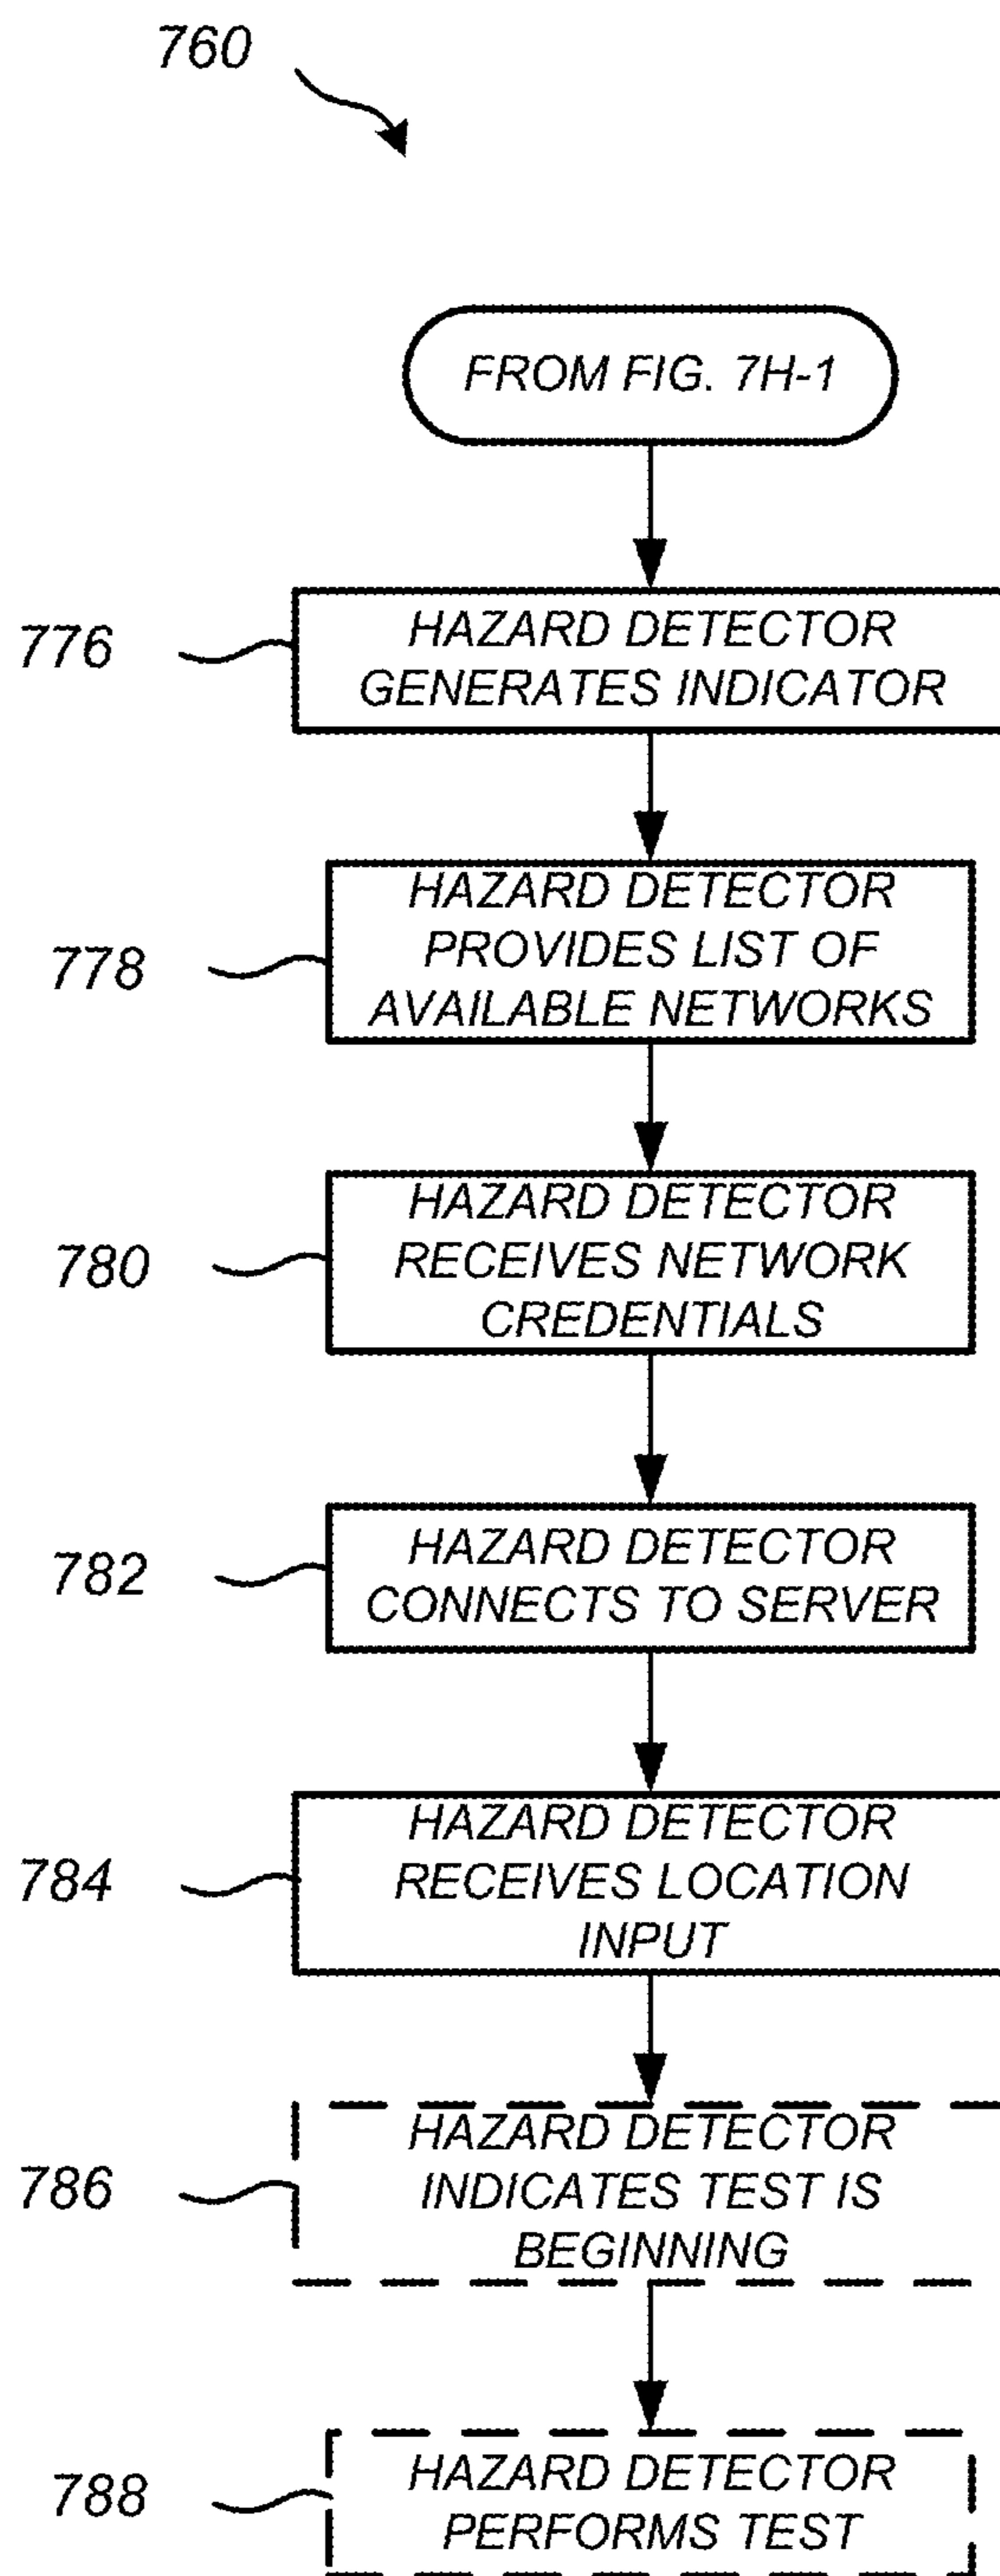 760
FROM FIG. 7H-1
776
HAZARD DETECTOR
GENERATES INDICATOR
778
HAZARD DETECTOR
PROVIDES LIST OF
AVAILABLE NETWORKS
780
HAZARD DETECTOR
RECEIVES NETWORK
CREDENTIALS
782
HAZARD DETECTOR
CONNECTS TO SERVER
784
HAZARD DETECTOR
RECEIVES LOCATION
INPUT
786
HAZARD DETECTOR
INDICATES TEST IS
BEGINNING
788
HAZARD DETECTOR
PERFORMS TEST